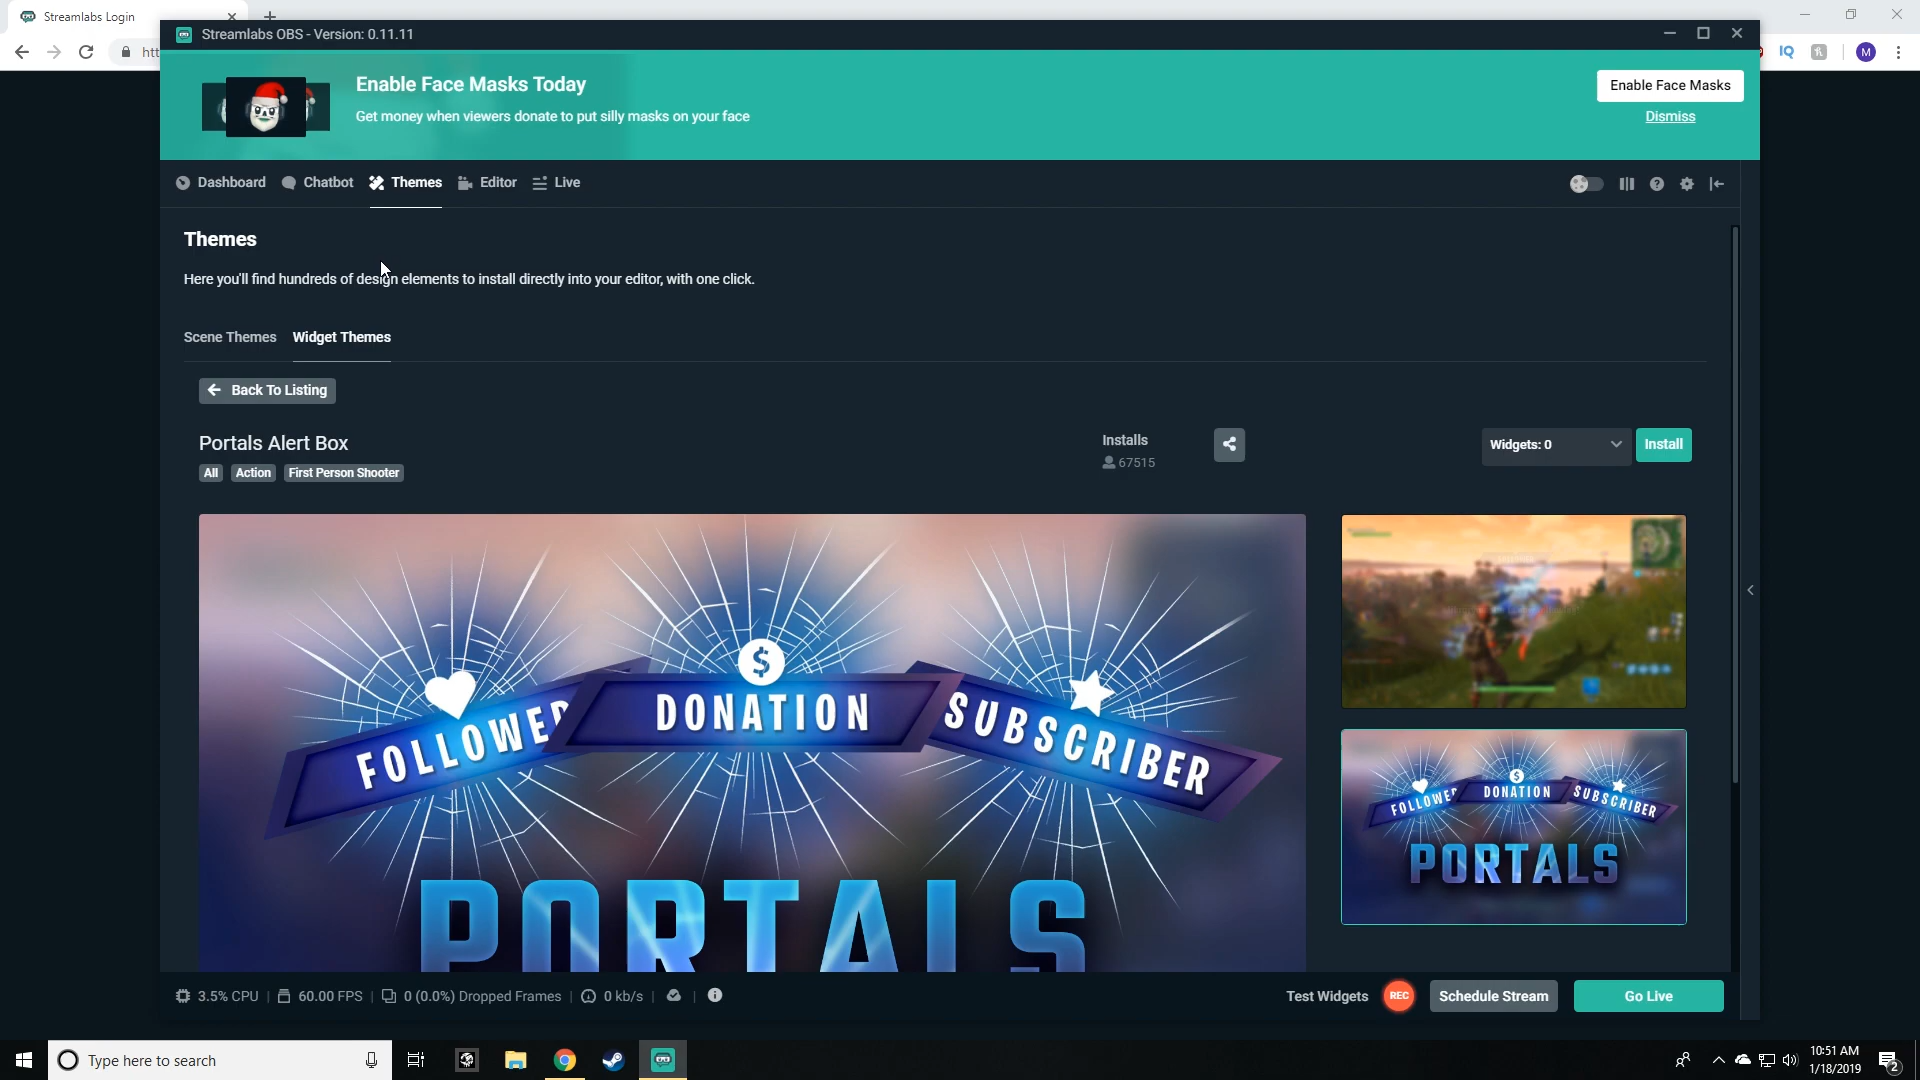 Streamlabs Login
htt
Streamlabs OBS - Version: 0.11.11
IQ
M
Enable Face Masks Today
Get money when viewers donate to put silly masks on your face
Enable Face Masks
Dismiss
Dashboard Chatbot Themes Editor Live
Themes
Here you'll find hundreds of design elements to install directly into your editor, with one click.
Scene Themes Widget Themes
Back To Listing
Portals Alert Box
All Action First Person Shooter
Installs
67515
Widgets: 0
Install
FOLLOWER DONATION SUBSCRIBER
PORTALS
FOLLOWER DONATION SUBSCRIBER
PORTALS
3.5% CPU 60.00 FPS 0 (0.0%) Dropped Frames 0 kb/s
Test Widgets REC Schedule Stream Go Live
Type here to search
10:51 AM
1/18/2019
2